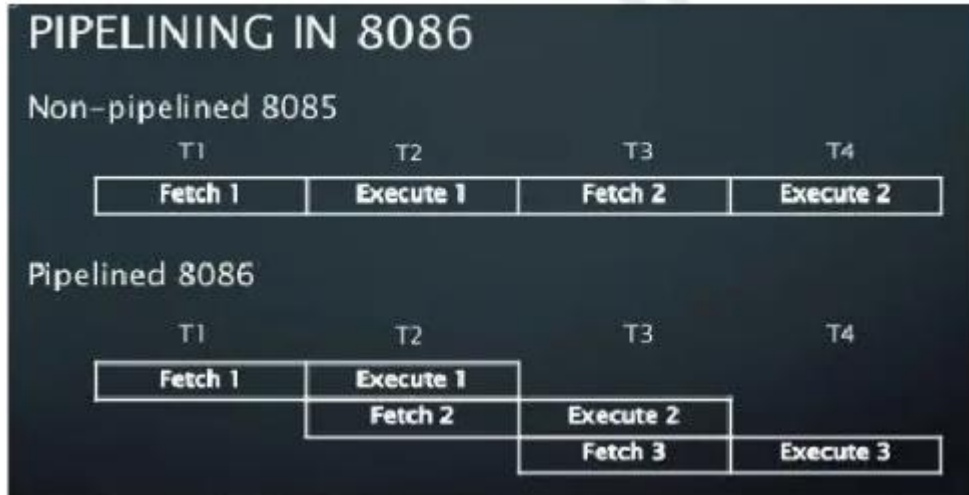 PIPELINING IN 8086
Non-pipelined 8085
T1 T2 T3 T4
Fetch 1 Execute 1 Fetch 2 Execute 2
Pipelined 8086
T1 T2 T3 T4
Fetch 1 Execute 1
Fetch 2 Execute 2
Fetch 3 Execute 3